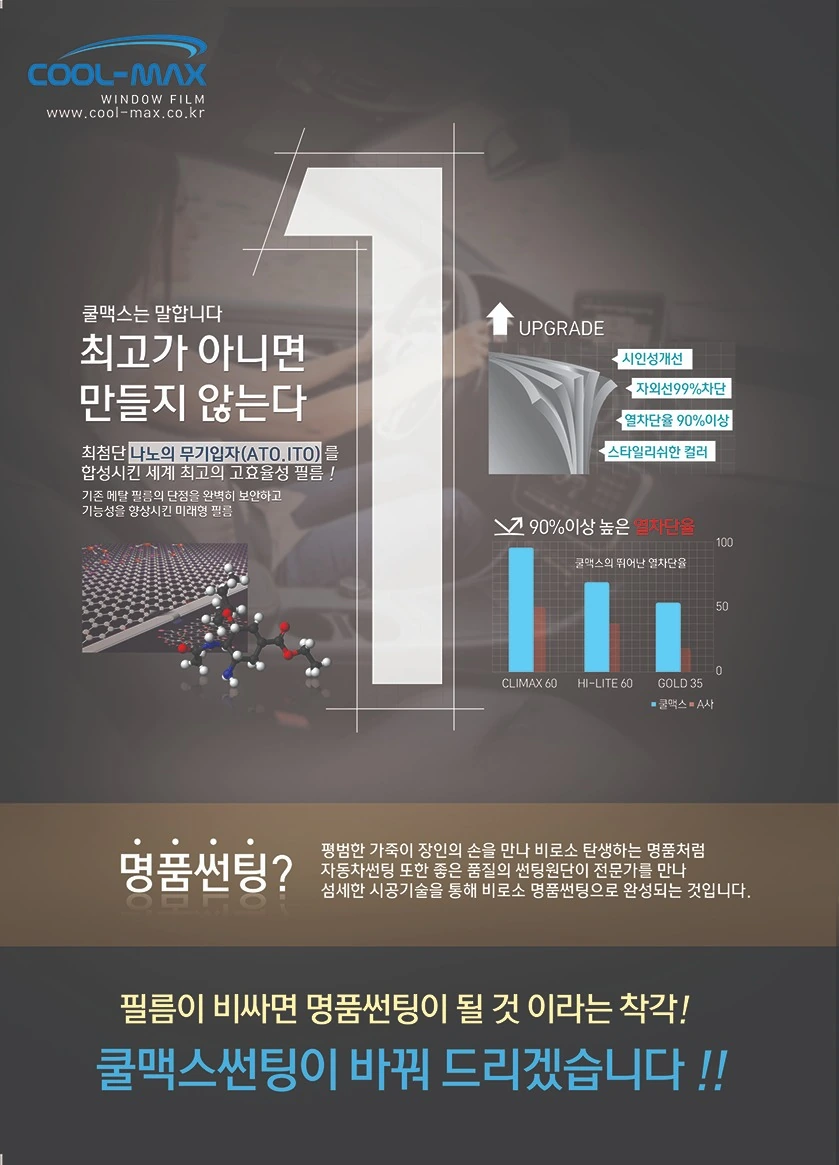 COOL-MAX
WINDOW FILM
www.cool-max.co.kr
1
쿨맥스는 말합니다
최고가 아니면
만들지 않는다
최첨단 나노의 무기입자(ATO.ITO)를
합성시킨 세계 최고의 고효율성 필름!
기존 메탈 필름의 단점을 완벽히 보안하고
기능성을 향상시킨 미래형 필름
UPGRADE
시인성개선
자외선99%차단
열차단율 90%이상
스타일리쉬한 컬러
90%이상 높은 열차단율
쿨맥스의 뛰어난 열차단율
100
50
0
CLIMAX 60 HI-LITE 60 GOLD 35
쿨맥스 A사
명품썬팅?
평범한 가죽이 장인의 손을 만나 비로소 탄생하는 명품처럼
자동차썬팅 또한 좋은 품질의 썬팅원단이 전문가를 만나
섬세한 시공기술을 통해 비로소 명품썬팅으로 완성되는 것입니다.
필름이 비싸면 명품썬팅이 될 것 이라는 착각!
쿨맥스썬팅이 바꿔 드리겠습니다 !!